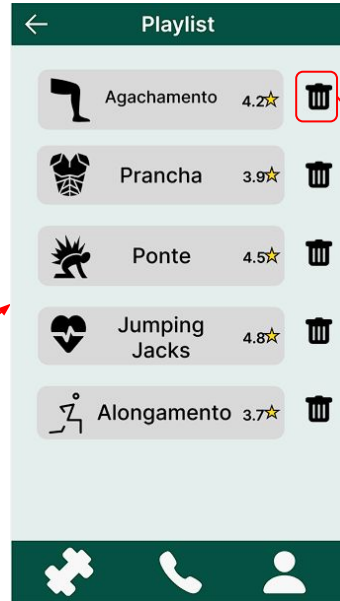 Playlist
Agachamento 4.2
Prancha 3.9
Ponte 4.5
Jumping
Jacks 4.8
Alongamento 3.7